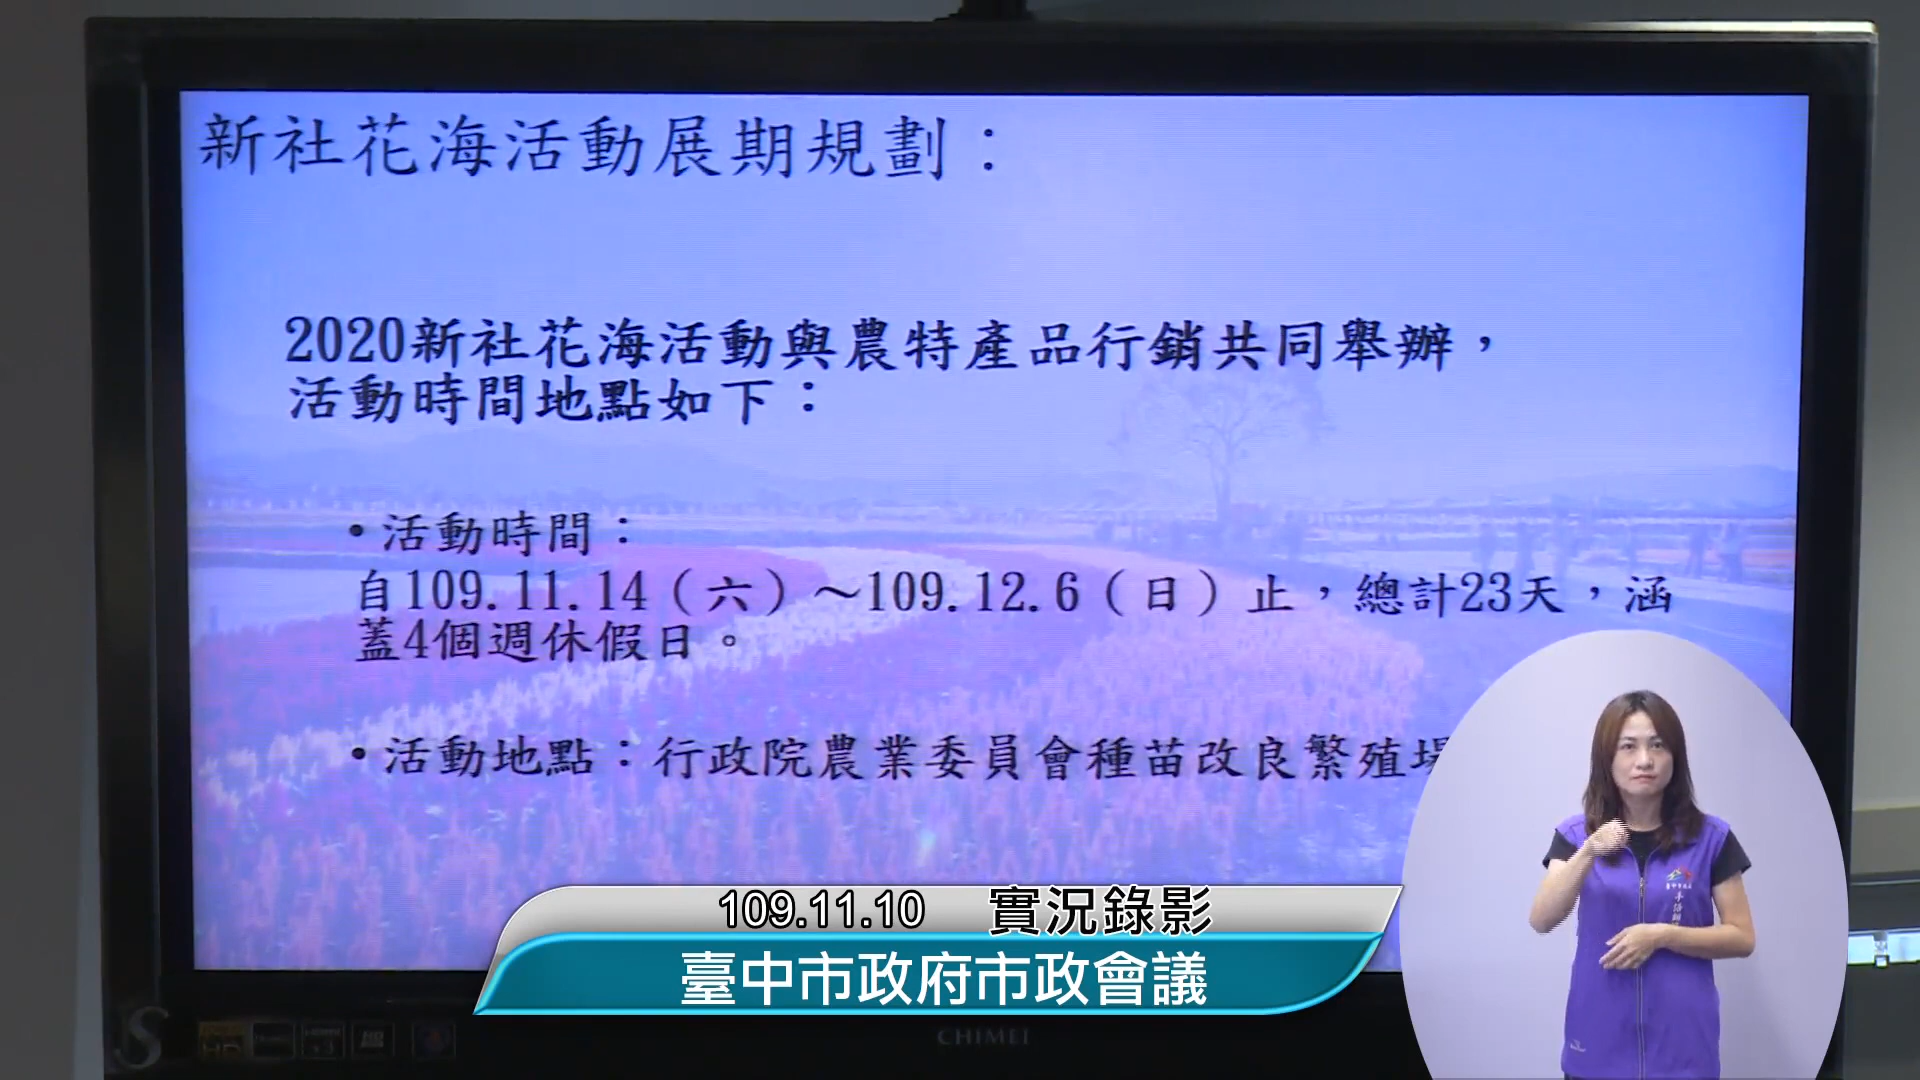 新社花海活動展期規劃：
2020新社花海活動與農特產品行銷共同舉辦，
活動時間地點如下：
•活動時間：
自109.11.14（六）～109.12.6（日）止，總計23天，涵
蓋4個週休假日。
•活動地點：行政院農業委員會種苗改良繁殖場
109.11.10 實況錄影
臺中市政府市政會議
CHIMEI
HD